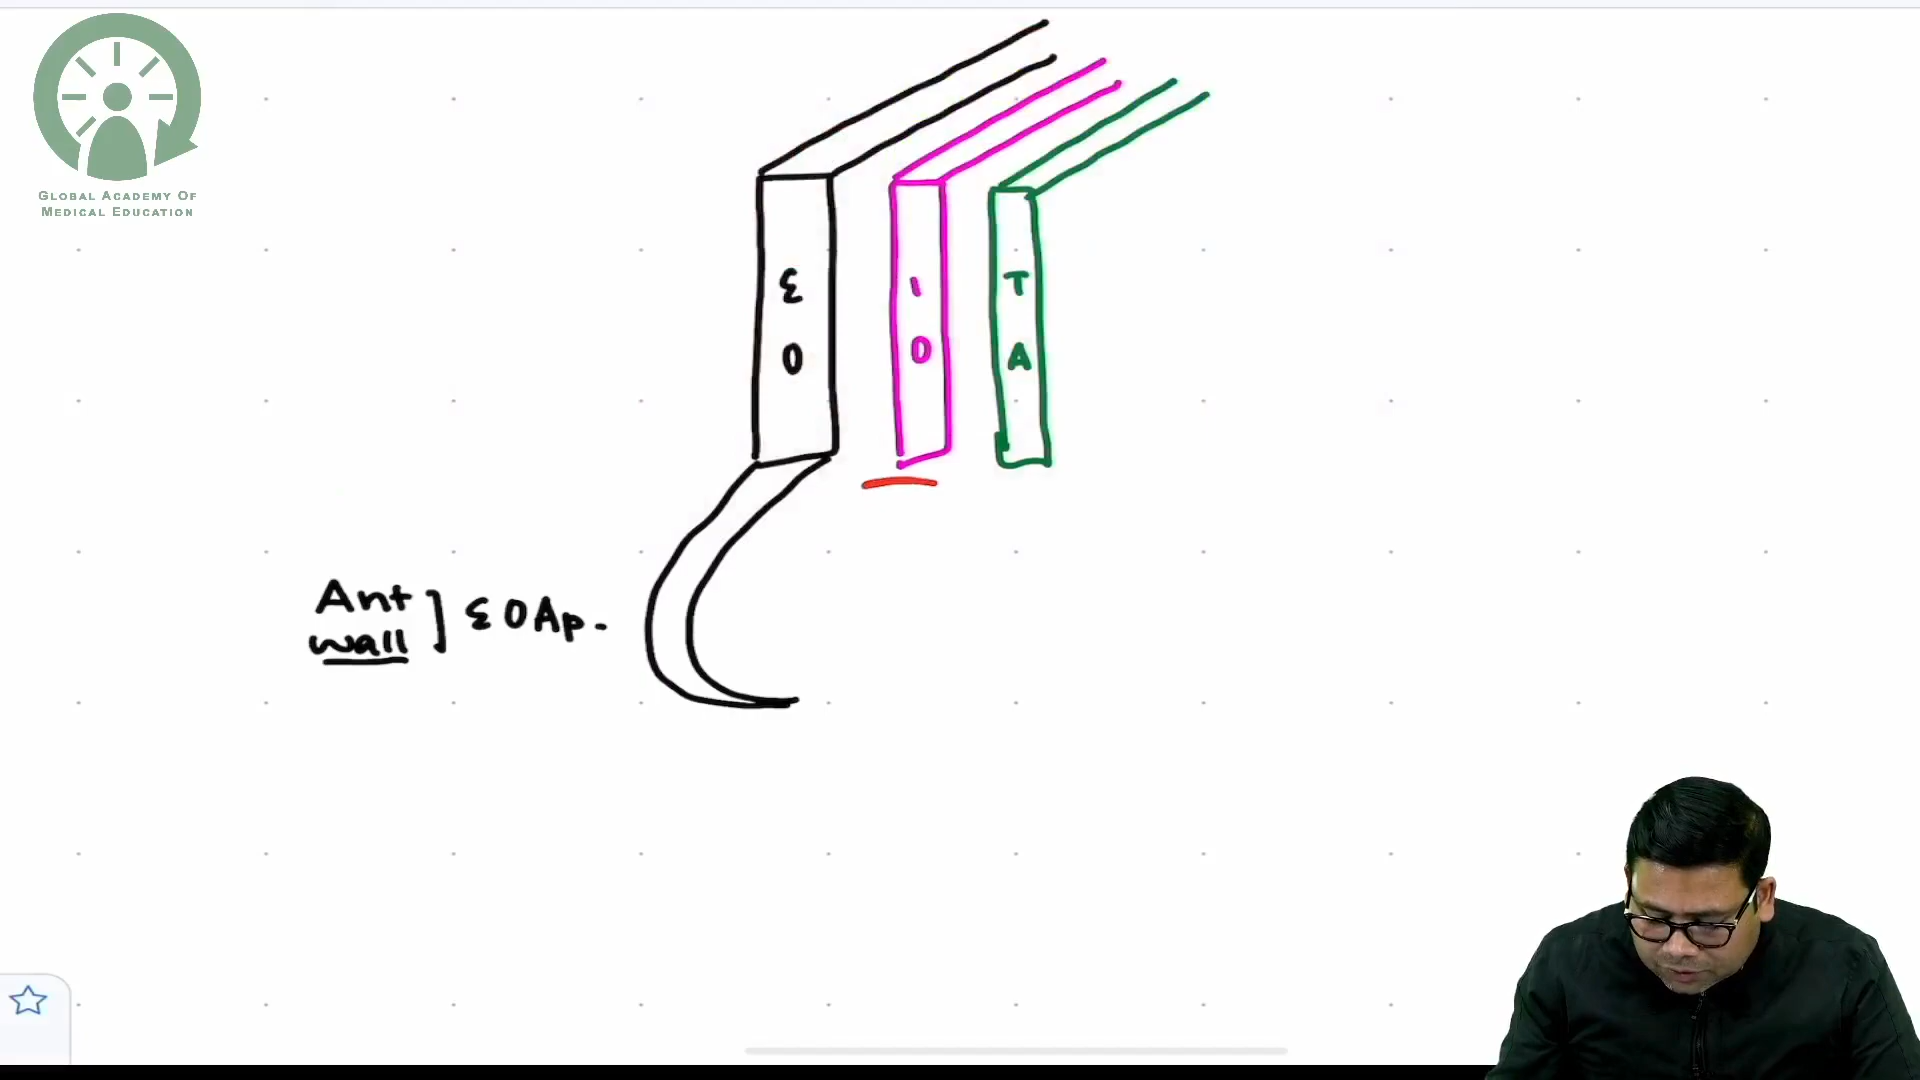 GLOBAL ACADEMY OF
MEDICAL EDUCATION
E
O
I
O
T
A
Ant
wall
] EOAp.